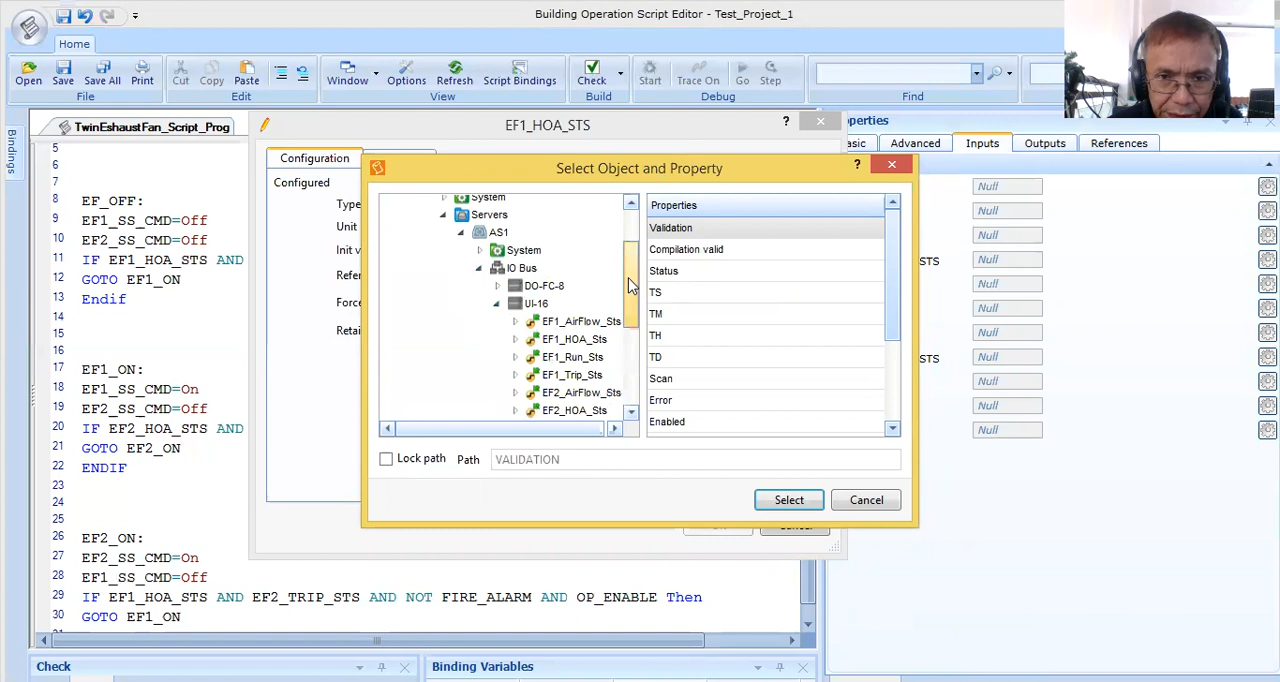 Building Operation Script Editor - Test_Project_1
Home
Open Save Save All Print Cut Copy Paste Window Options Refresh Script Bindings Check Start Trace On Go Step
File Edit View Build Debug Find
TwinEshaustFan_Script_Prog
Bindings
5
6
7
8 EF_OFF:
9 EF1_SS_CMD=Off
10 EF2_SS_CMD=Off
11 IF EF1_HOA_STS AND
12 GOTO EF1_ON
13 Endif
14
15
16
17 EF1_ON:
18 EF1_SS_CMD=On
19 EF2_SS_CMD=Off
20 IF EF2_HOA_STS AND
21 GOTO EF2_ON
22 ENDIF
23
24
25
26 EF2_ON:
27 EF2_SS_CMD=On
28 EF1_SS_CMD=Off
29 IF EF1_HOA_STS AND EF2_TRIP_STS AND NOT FIRE_ALARM AND OP_ENABLE Then
30 GOTO EF1_ON
EF1_HOA_STS
?
Configuration
Configured
Type
Unit
Init v
Refer
Force
Retai
Select Object and Property
?
System
Servers
AS1
System
IO Bus
DO-FC-8
UI-16
EF1_AirFlow_Sts
EF1_HOA_Sts
EF1_Run_Sts
EF1_Trip_Sts
EF2_AirFlow_Sts
EF2_HOA_Sts
Properties
Validation
Compilation valid
Status
TS
TM
TH
TD
Scan
Error
Enabled
Lock path Path VALIDATION
Select Cancel
operties
asic Advanced Inputs Outputs References
Null
Null
Null
STS Null
Null
Null
Null
STS Null
Null
Null
Null
Check
Binding Variables